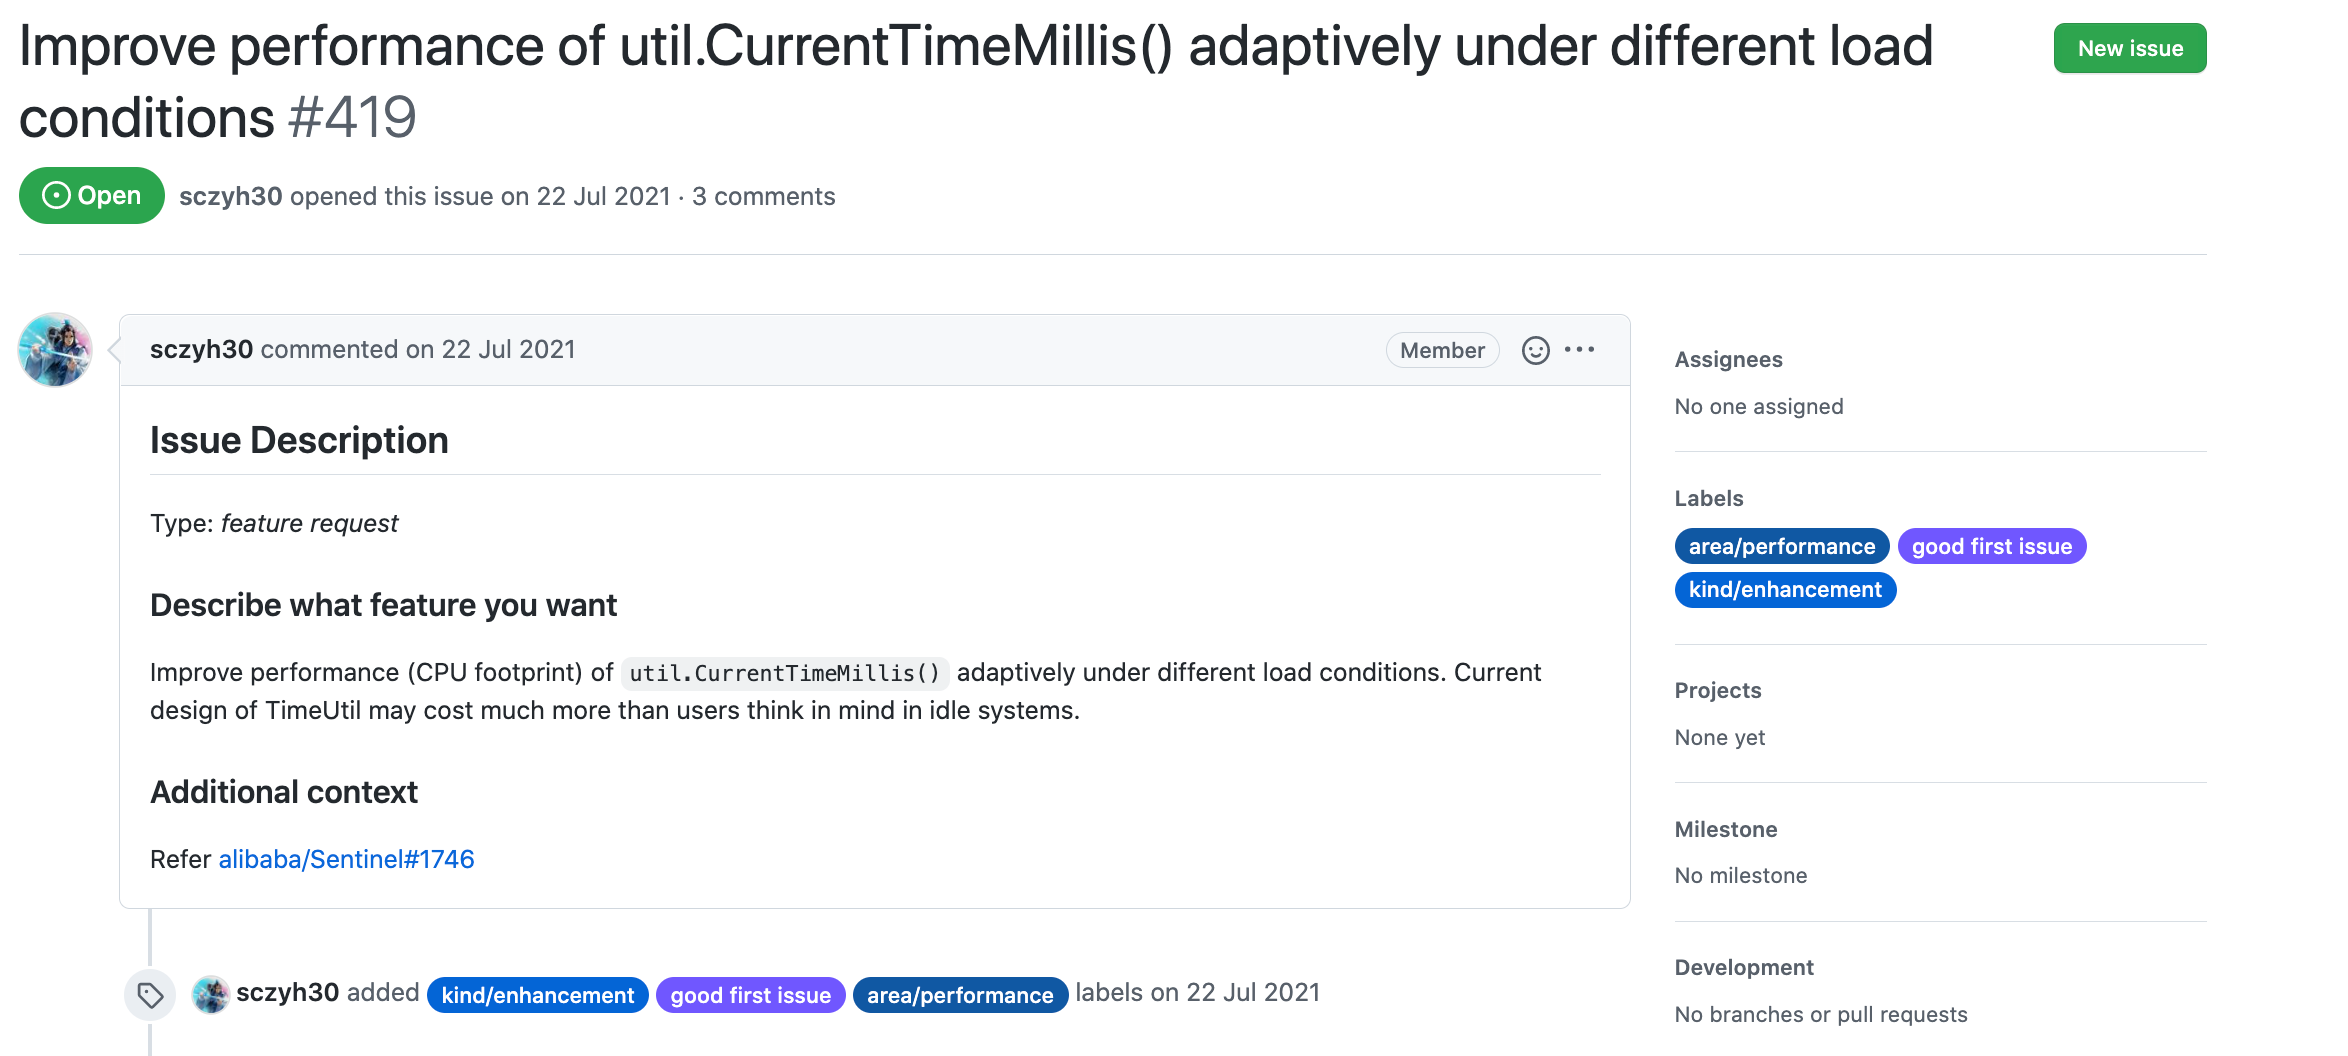 Improve performance of util.CurrentTimeMillis() adaptively under different load
conditions #419
New issue
Open
sczyh30 opened this issue on 22 Jul 2021 · 3 comments
sczyh30 commented on 22 Jul 2021
Member
Issue Description
Type: feature request
Describe what feature you want
Improve performance (CPU footprint) of util.CurrentTimeMillis() adaptively under different load conditions. Current
design of TimeUtil may cost much more than users think in mind in idle systems.
Additional context
Refer alibaba/Sentinel#1746
sczyh30 added kind/enhancement good first issue area/performance labels on 22 Jul 2021
Assignees
No one assigned
Labels
area/performance good first issue
kind/enhancement
Projects
None yet
Milestone
No milestone
Development
No branches or pull requests